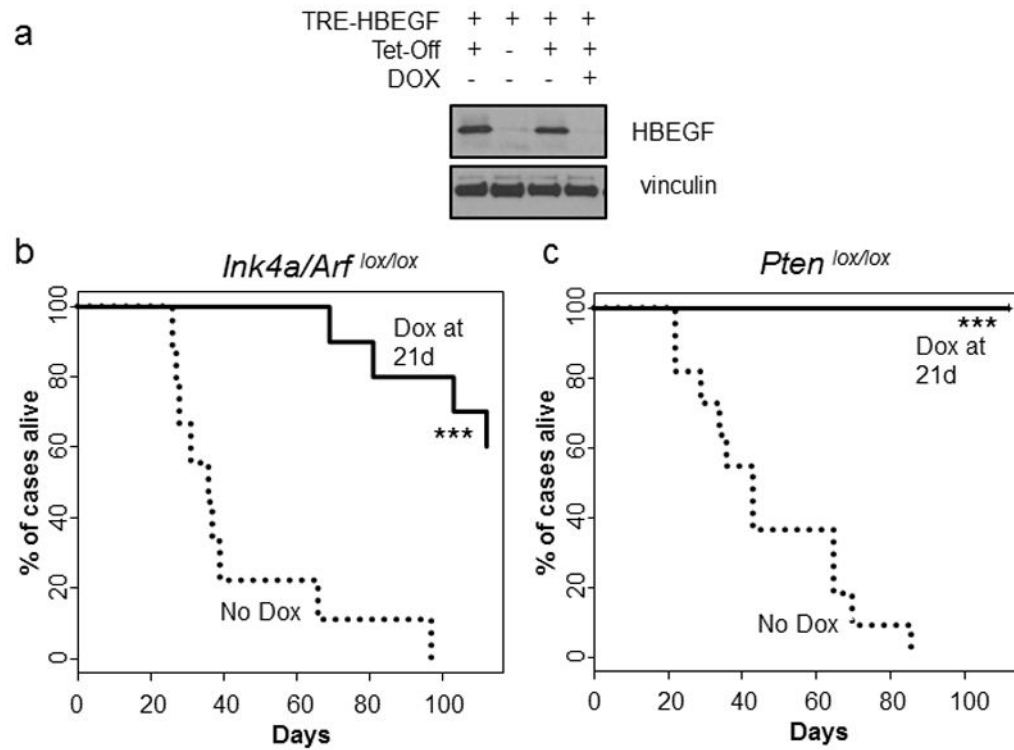 a
TRE-HBEGF + + + +
Tet-Off + - + +
DOX - - - +
HBEGF
vinculin
b
Ink4a/Arf lox/lox
% of cases alive
100
80
60
40
20
0
Dox at
21d
***
No Dox
0 20 40 60 80 100
Days
c
Pten lox/lox
% of cases alive
100
80
60
40
20
0
***
Dox at
21d
No Dox
0 20 40 60 80 100
Days